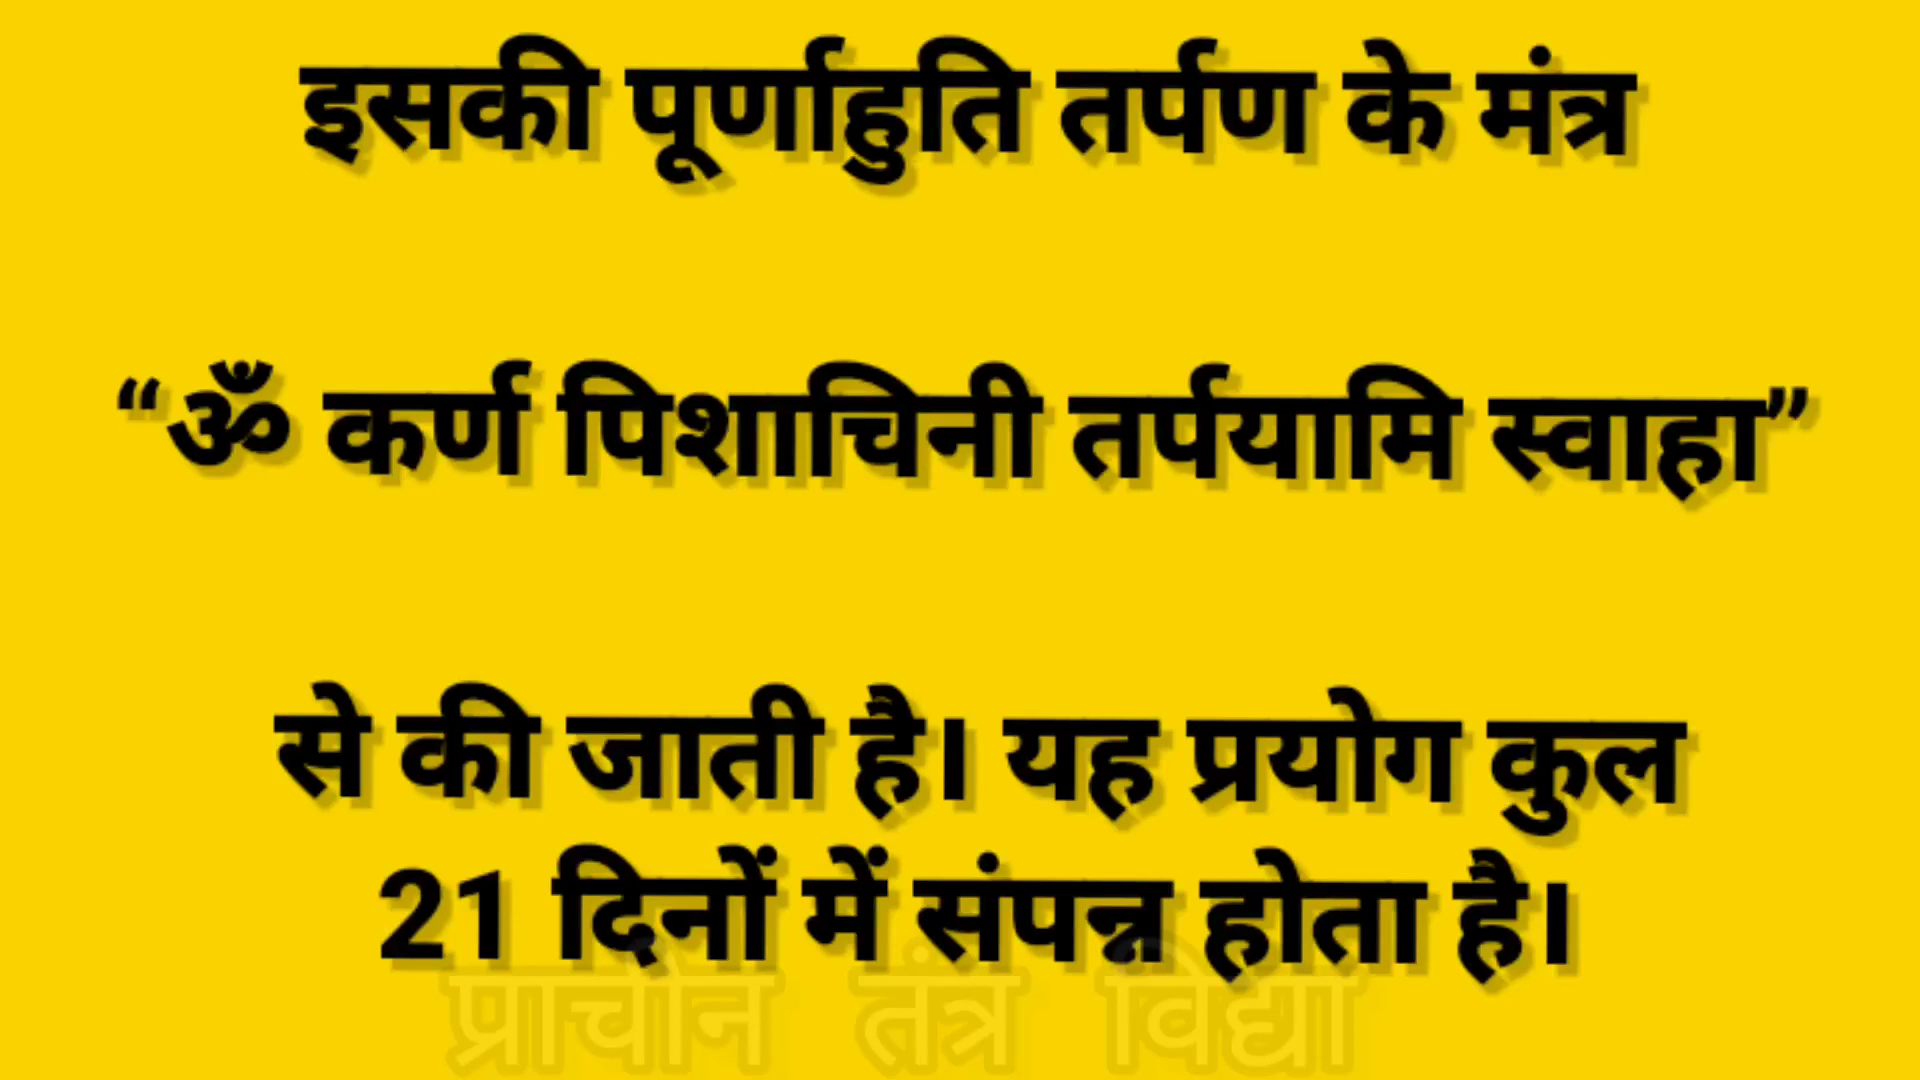 इसकी पूर्णाहुति तर्पण के मंत्र
“ॐ कर्ण पिशाचिनी तर्पयामि स्वाहा”
से की जाती है। यह प्रयोग कुल
21 दिनों में संपन्न होता है।
प्राचीन तंत्र विद्या